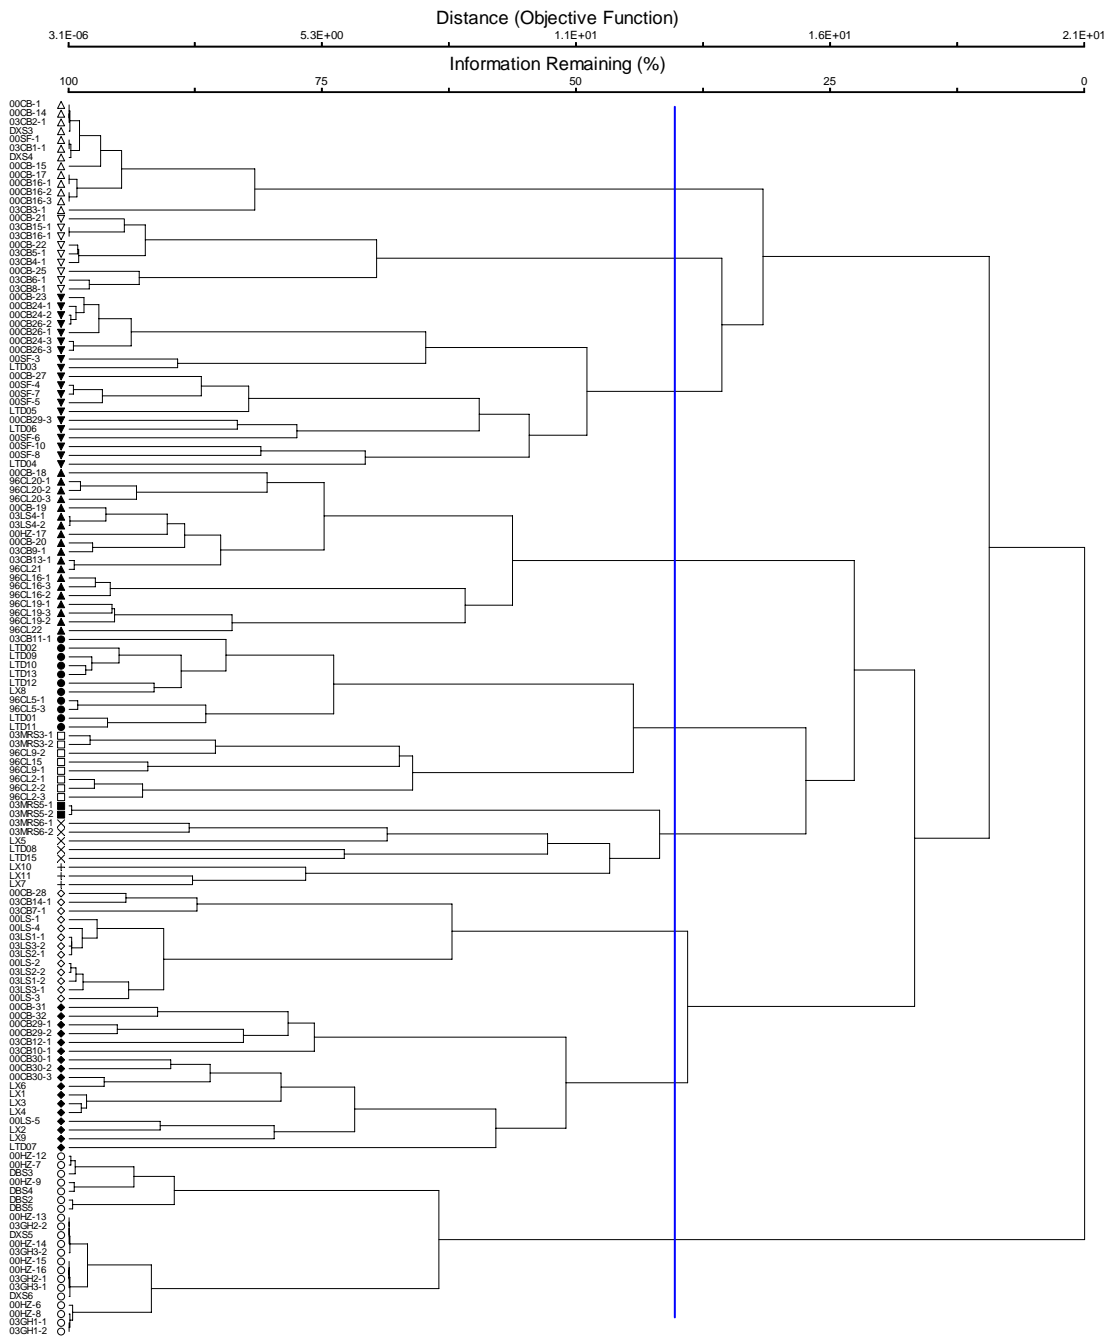 Distance (Objective Function)
3.1E-06 5.3E+00 1.1E+01 1.6E+01 2.1E+01
Information Remaining (%)
100 75 50 25 0
00CB-1
00CB-14
03CB2-1
DXS3
00SF-1
03CB1-1
DXS4
00CB-15
00CB-17
00CB16-1
00CB16-2
00CB16-3
03CB3-1
00CB-21
03CB15-1
03CB16-1
00CB-22
03CB5-1
03CB4-1
00CB-25
03CB6-1
03CB8-1
00CB-23
00CB24-1
00CB24-2
00CB26-2
00CB26-1
00CB24-3
00CB26-3
00SF-3
LTD03
00CB-27
00SF-4
00SF-7
00SF-5
LTD05
00CB29-3
LTD06
00SF-6
00SF-10
00SF-8
LTD04
00CB-18
96CL20-1
96CL20-2
96CL20-3
00CB-19
03LS4-1
03LS4-2
00HZ-17
00CB-20
03CB9-1
03CB13-1
96CL21
96CL16-1
96CL16-3
96CL16-2
96CL19-1
96CL19-3
96CL19-2
96CL22
03CB11-1
LTD02
LTD09
LTD10
LTD13
LTD12
LX8
96CL5-1
96CL5-3
LTD01
LTD11
03MRS3-1
03MRS3-2
96CL9-2
96CL15
96CL9-1
96CL2-1
96CL2-2
96CL2-3
03MRS5-1
03MRS5-2
03MRS6-1
03MRS6-2
LX5
LTD08
LTD15
LX10
LX11
LX7
00CB-28
03CB14-1
03CB7-1
00LS-1
00LS-4
03LS1-1
03LS3-2
03LS2-1
00LS-2
03LS2-2
03LS1-2
03LS3-1
00LS-3
00CB-31
00CB-32
00CB29-1
00CB29-2
03CB12-1
03CB10-1
00CB30-1
00CB30-2
00CB30-3
LX6
LX1
LX3
LX4
00LS-5
LX2
LX9
LTD07
00HZ-12
00HZ-7
DBS3
00HZ-9
DBS4
DBS2
DBS5
00HZ-13
03GH2-2
DXS5
00HZ-14
03GH3-2
00HZ-15
00HZ-16
03GH2-1
03GH3-1
DXS6
00HZ-6
00HZ-8
03GH1-1
03GH1-2